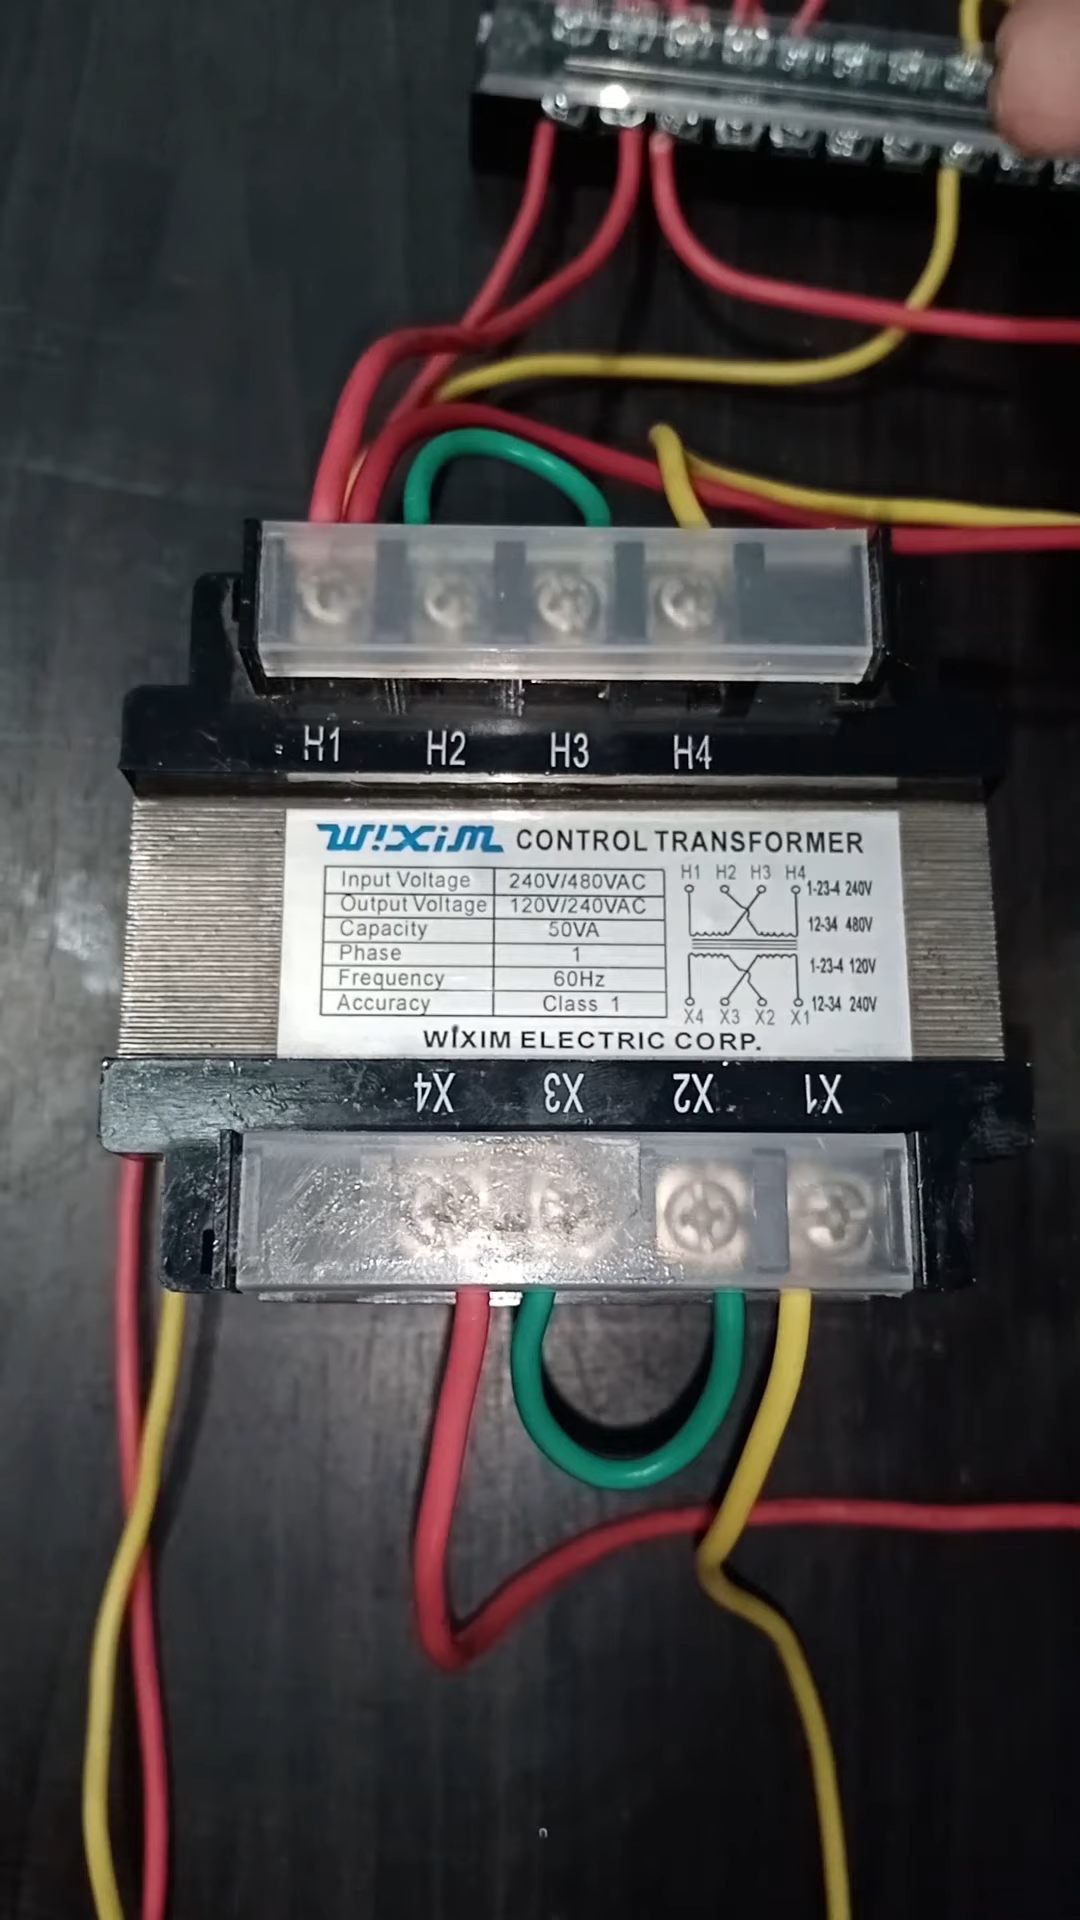 H1 H2 H3 H4
WiXiM CONTROL TRANSFORMER
Input Voltage 240V/480VAC
Output Voltage 120V/240VAC
Capacity 50VA
Phase 1
Frequency 60Hz
Accuracy Class 1
H1 H2 H3 H4
1-23-4 240V
12-34 480V
1-23-4 120V
12-34 240V
X4 X3 X2 X1
WIXIM ELECTRIC CORP.
X4 X3 X2 X1